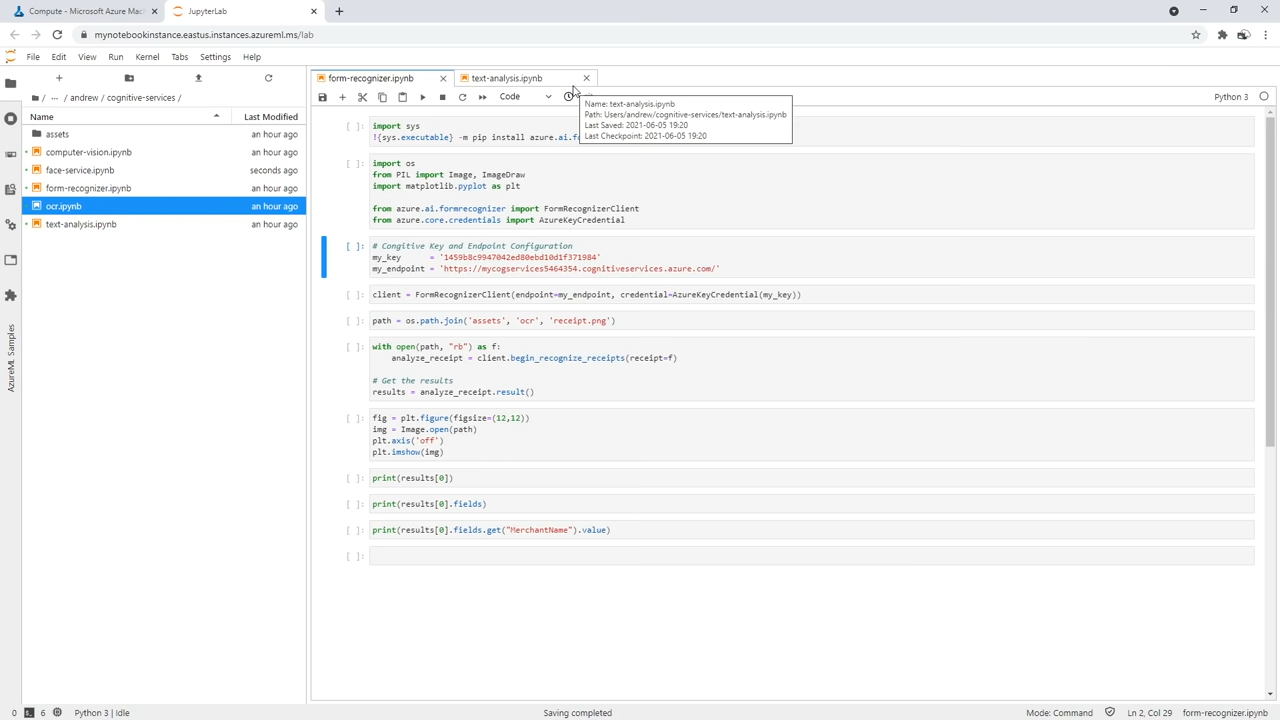 Compute - Microsoft Azure Mac
JupyterLab
mynotebookinstance.eastus.instances.azureml.ms/lab
File Edit View Run Kernel Tabs Settings Help
form-recognizer.ipynb
text-analysis.ipynb
Code
Python 3
/ ··· / andrew / cognitive-services /
Name Last Modified
assets an hour ago
computer-vision.ipynb an hour ago
face-service.ipynb seconds ago
form-recognizer.ipynb an hour ago
ocr.ipynb an hour ago
text-analysis.ipynb an hour ago
AzureML Samples
Name: text-analysis.ipynb
Path: Users/andrew/cognitive-services/text-analysis.ipynb
Last Saved: 2021-06-05 19:20
Last Checkpoint: 2021-06-05 19:20
[ ]: import sys
!{sys.executable} -m pip install azure.ai.fo
[ ]: import os
from PIL import Image, ImageDraw
import matplotlib.pyplot as plt
from azure.ai.formrecognizer import FormRecognizerClient
from azure.core.credentials import AzureKeyCredential
[ ]: # Congitive Key and Endpoint Configuration
my_key = '1459b8c9947042ed80ebd10d1f371984'
my_endpoint = 'https://mycogservices5464354.cognitiveservices.azure.com/'
[ ]: client = FormRecognizerClient(endpoint=my_endpoint, credential=AzureKeyCredential(my_key))
[ ]: path = os.path.join('assets', 'ocr', 'receipt.png')
[ ]: with open(path, "rb") as f:
analyze_receipt = client.begin_recognize_receipts(receipt=f)
# Get the results
results = analyze_receipt.result()
[ ]: fig = plt.figure(figsize=(12,12))
img = Image.open(path)
plt.axis('off')
plt.imshow(img)
[ ]: print(results[0])
[ ]: print(results[0].fields)
[ ]: print(results[0].fields.get("MerchantName").value)
[ ]:
0 6 Python 3 | Idle
Saving completed
Mode: Command
Ln 2, Col 29
form-recognizer.ipynb